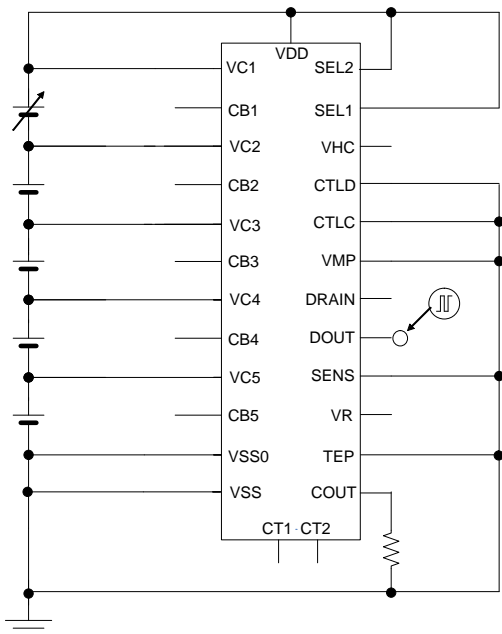 VDD
VC1
SEL2
CB1
SEL1
VC2
VHC
CB2
CTLD
VC3
CTLC
CB3
VMP
VC4
DRAIN
CB4
DOUT
VC5
SENS
CB5
VR
VSS0
TEP
VSS
COUT
CT1 CT2